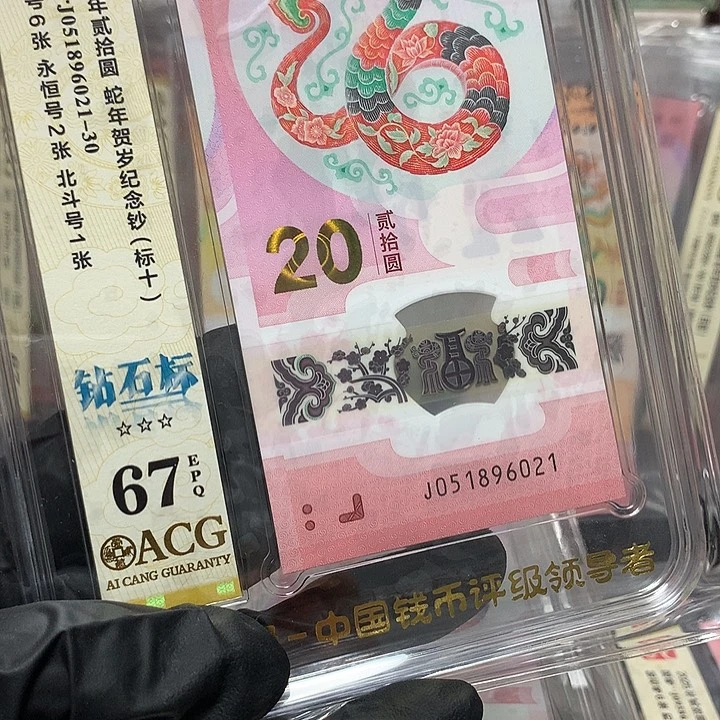 年贰拾圆 蛇年贺岁纪念钞(标十)
J051896021-30
号6张 永恒号2张 北斗号1张
钻石标
67
EPQ
ACG
AI CANG GUARANTY
20
贰拾圆
福
J051896021
-中国钱币评级领导者